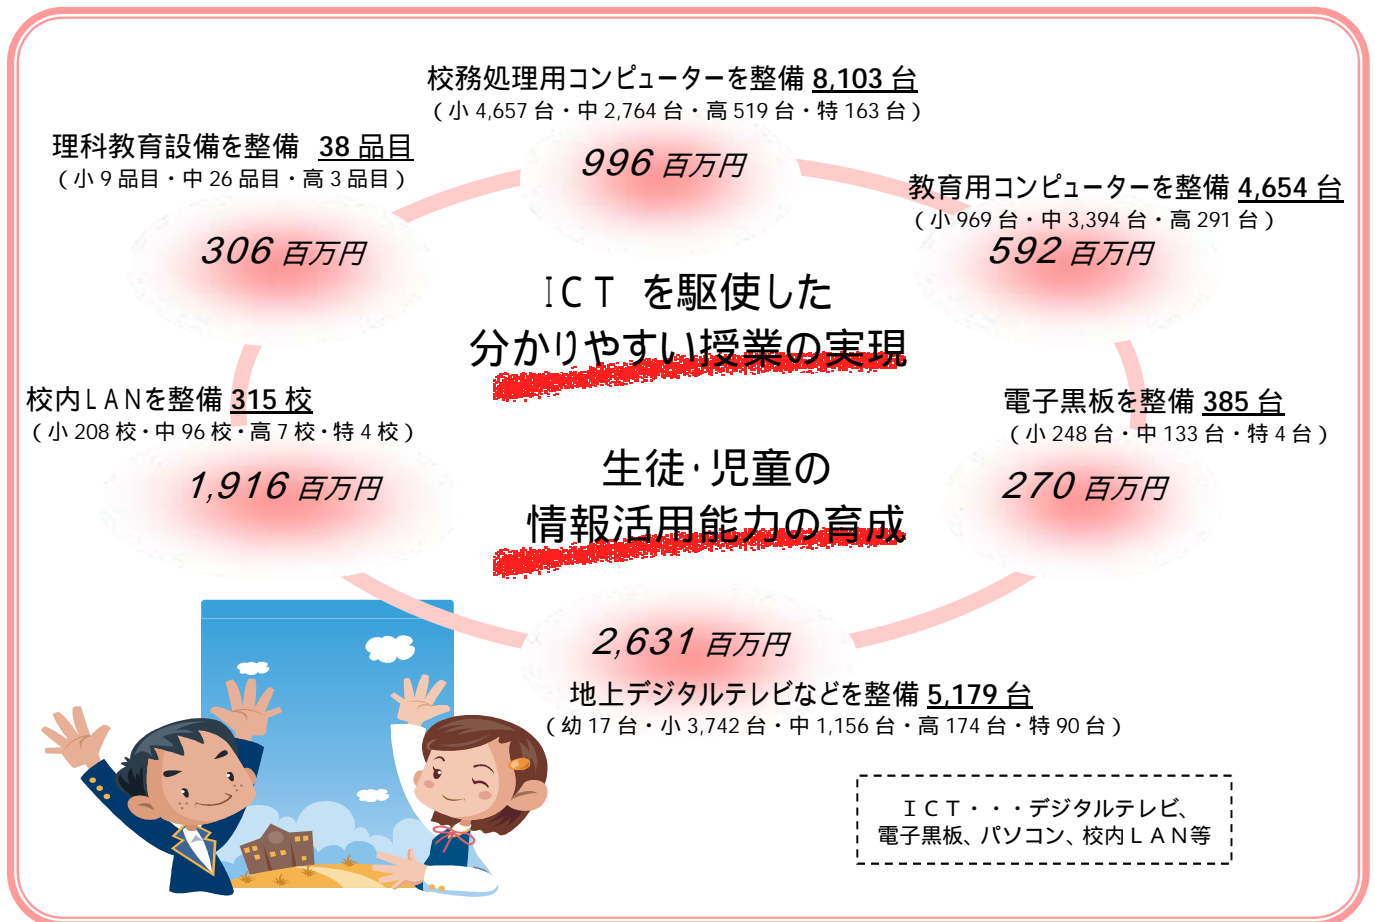 校務処理用コンピューターを整備 8,103 台
（小 4,657 台・中 2,764 台・高 519 台・特 163 台）
996 百万円
理科教育設備を整備 38 品目
（小 9 品目・中 26 品目・高 3 品目）
306 百万円
教育用コンピューターを整備 4,654 台
（小 969 台・中 3,394 台・高 291 台）
592 百万円
ＩＣＴ を駆使した
分かりやすい授業の実現
校内ＬＡＮを整備 315 校
（小 208 校・中 96 校・高 7 校・特 4 校）
1,916 百万円
電子黒板を整備 385 台
（小 248 台・中 133 台・特 4 台）
270 百万円
生徒・児童の
情報活用能力の育成
2,631 百万円
地上デジタルテレビなどを整備 5,179 台
（幼 17 台・小 3,742 台・中 1,156 台・高 174 台・特 90 台）
ＩＣＴ・・・デジタルテレビ、
電子黒板、パソコン、校内ＬＡＮ等